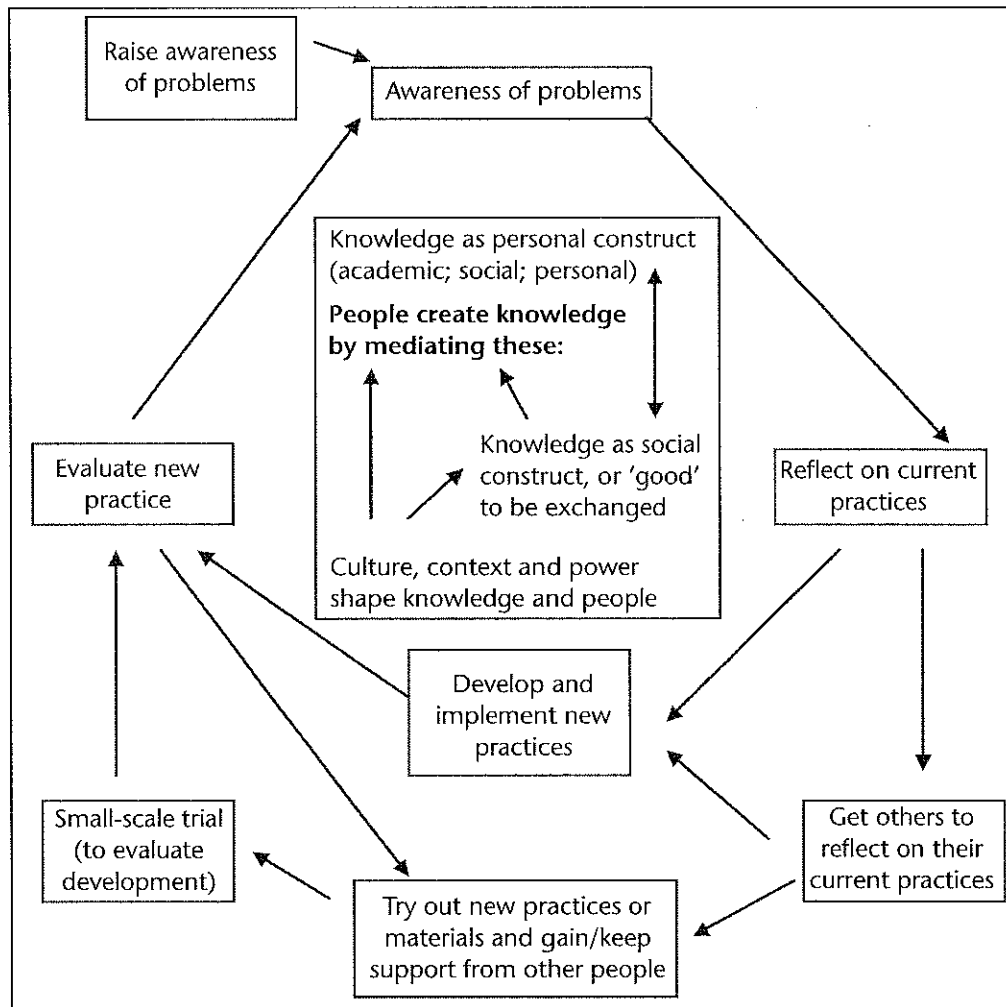 Raise awareness
of problems
Awareness of problems
Knowledge as personal construct
(academic; social; personal)
People create knowledge
by mediating these:
Knowledge as social
construct, or 'good'
to be exchanged
Culture, context and power
shape knowledge and people
Evaluate new
practice
Reflect on current
practices
Develop and
implement new
practices
Small-scale trial
(to evaluate
development)
Get others to
reflect on their
current practices
Try out new practices or
materials and gain/keep
support from other people